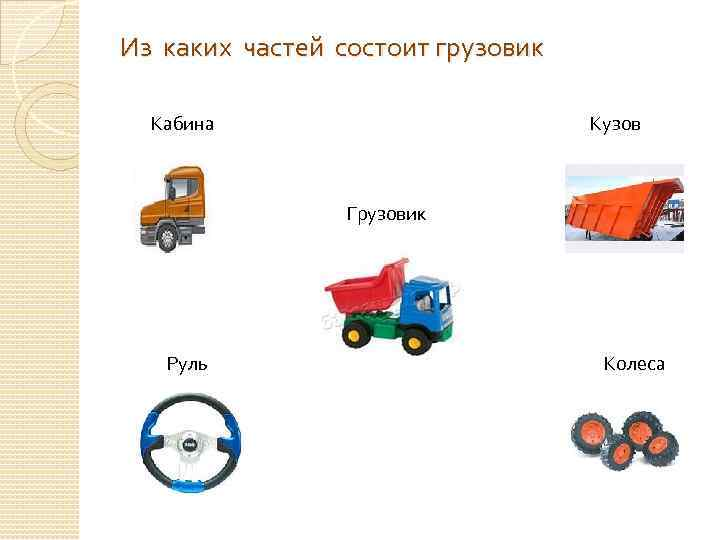 Из каких частей состоит грузовик
Кабина
Кузов
Грузовик
Руль
Колеса